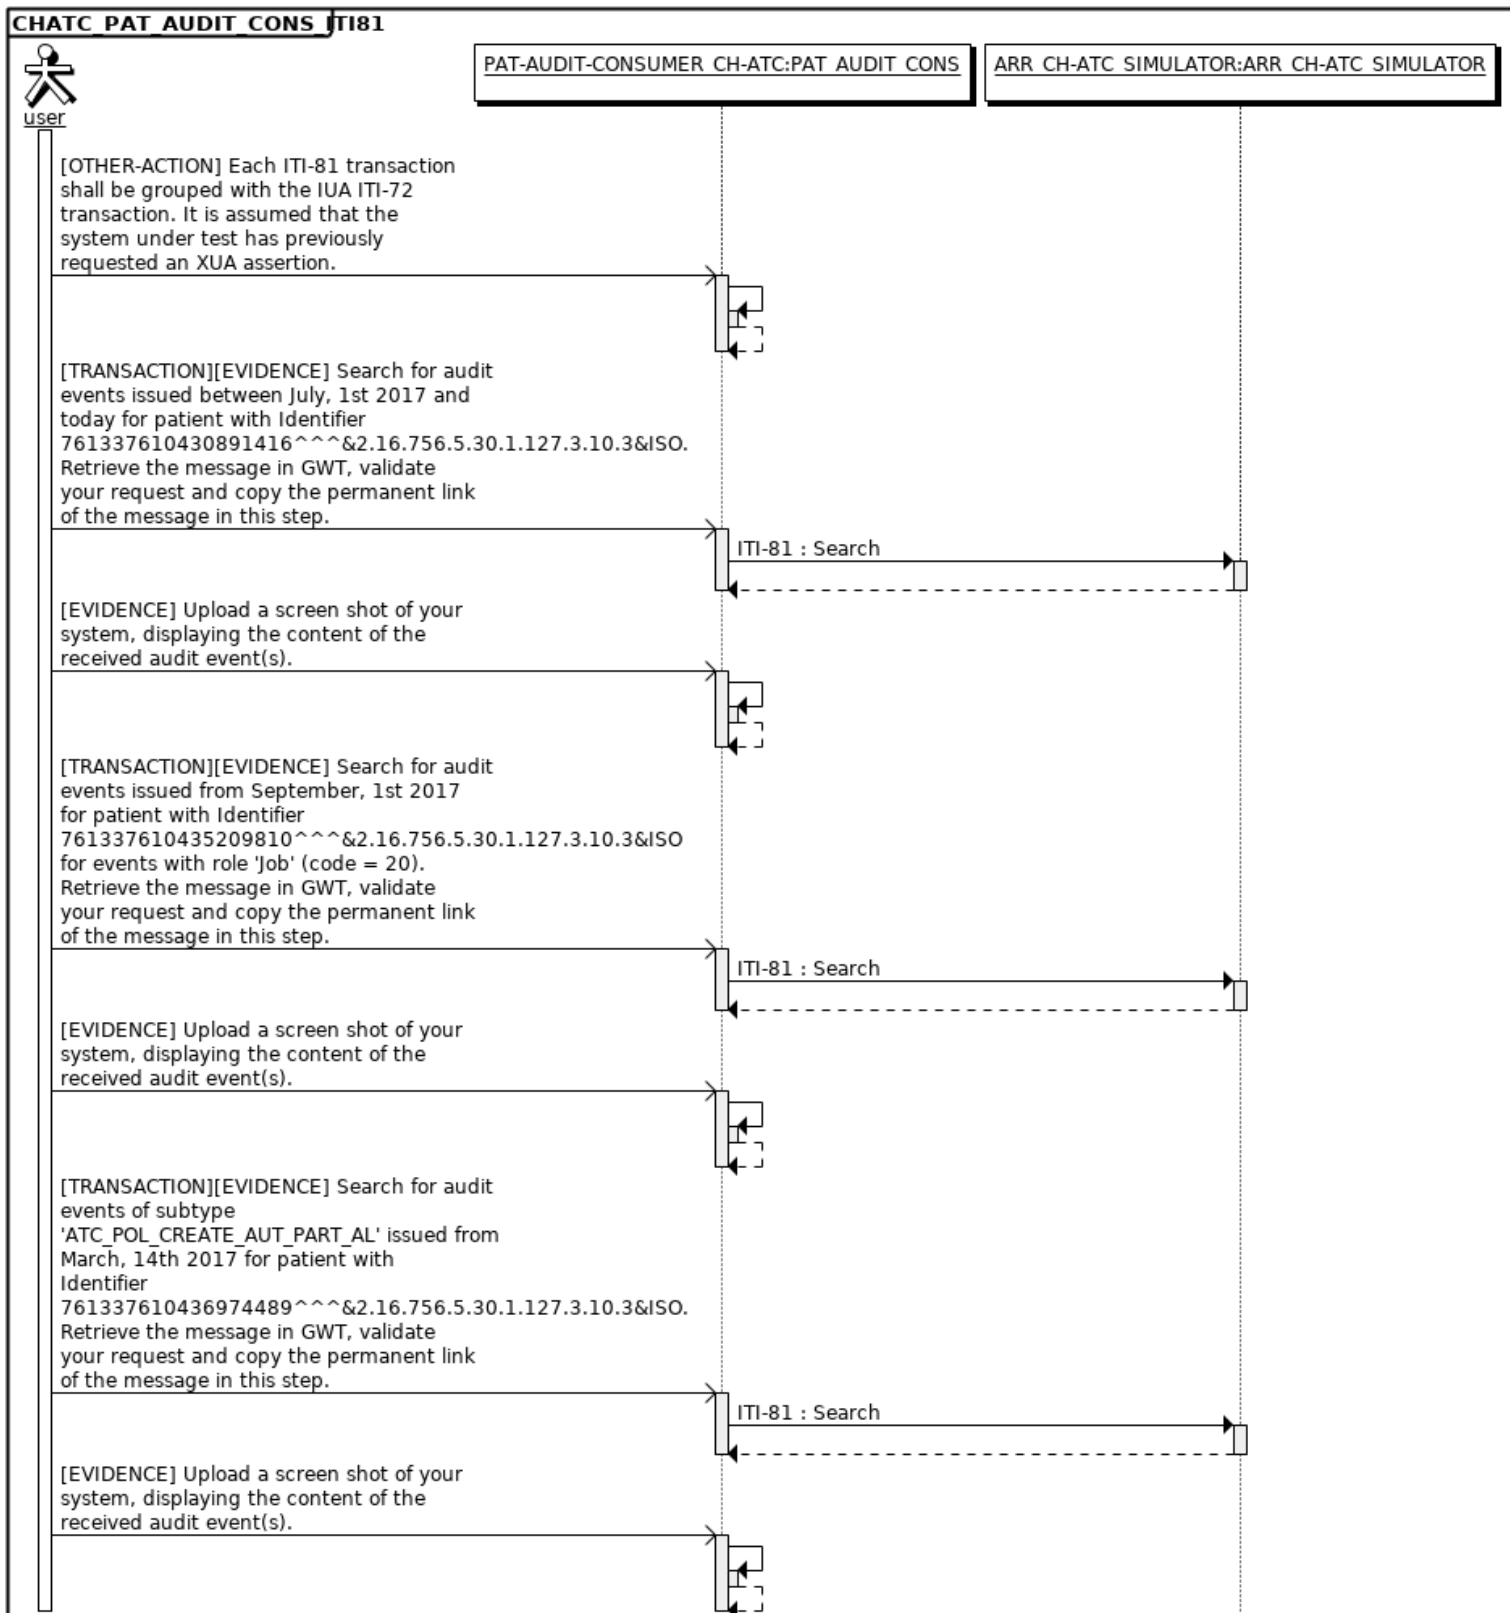 CHATC_PAT_AUDIT_CONS_ITI81
user
PAT-AUDIT-CONSUMER_CH-ATC:PAT_AUDIT_CONS
ARR_CH-ATC_SIMULATOR:ARR_CH-ATC_SIMULATOR
[OTHER-ACTION] Each ITI-81 transaction
shall be grouped with the IUA ITI-72
transaction. It is assumed that the
system under test has previously
requested an XUA assertion.
[TRANSACTION][EVIDENCE] Search for audit
events issued between July, 1st 2017 and
today for patient with Identifier
761337610430891416^^^&2.16.756.5.30.1.127.3.10.3&ISO.
Retrieve the message in GWT, validate
your request and copy the permanent link
of the message in this step.
ITI-81 : Search
[EVIDENCE] Upload a screen shot of your
system, displaying the content of the
received audit event(s).
[TRANSACTION][EVIDENCE] Search for audit
events issued from September, 1st 2017
for patient with Identifier
761337610435209810^^^&2.16.756.5.30.1.127.3.10.3&ISO
for events with role 'Job' (code = 20).
Retrieve the message in GWT, validate
your request and copy the permanent link
of the message in this step.
ITI-81 : Search
[EVIDENCE] Upload a screen shot of your
system, displaying the content of the
received audit event(s).
[TRANSACTION][EVIDENCE] Search for audit
events of subtype
'ATC_POL_CREATE_AUT_PART_AL' issued from
March, 14th 2017 for patient with
Identifier
761337610436974489^^^&2.16.756.5.30.1.127.3.10.3&ISO.
Retrieve the message in GWT, validate
your request and copy the permanent link
of the message in this step.
ITI-81 : Search
[EVIDENCE] Upload a screen shot of your
system, displaying the content of the
received audit event(s).